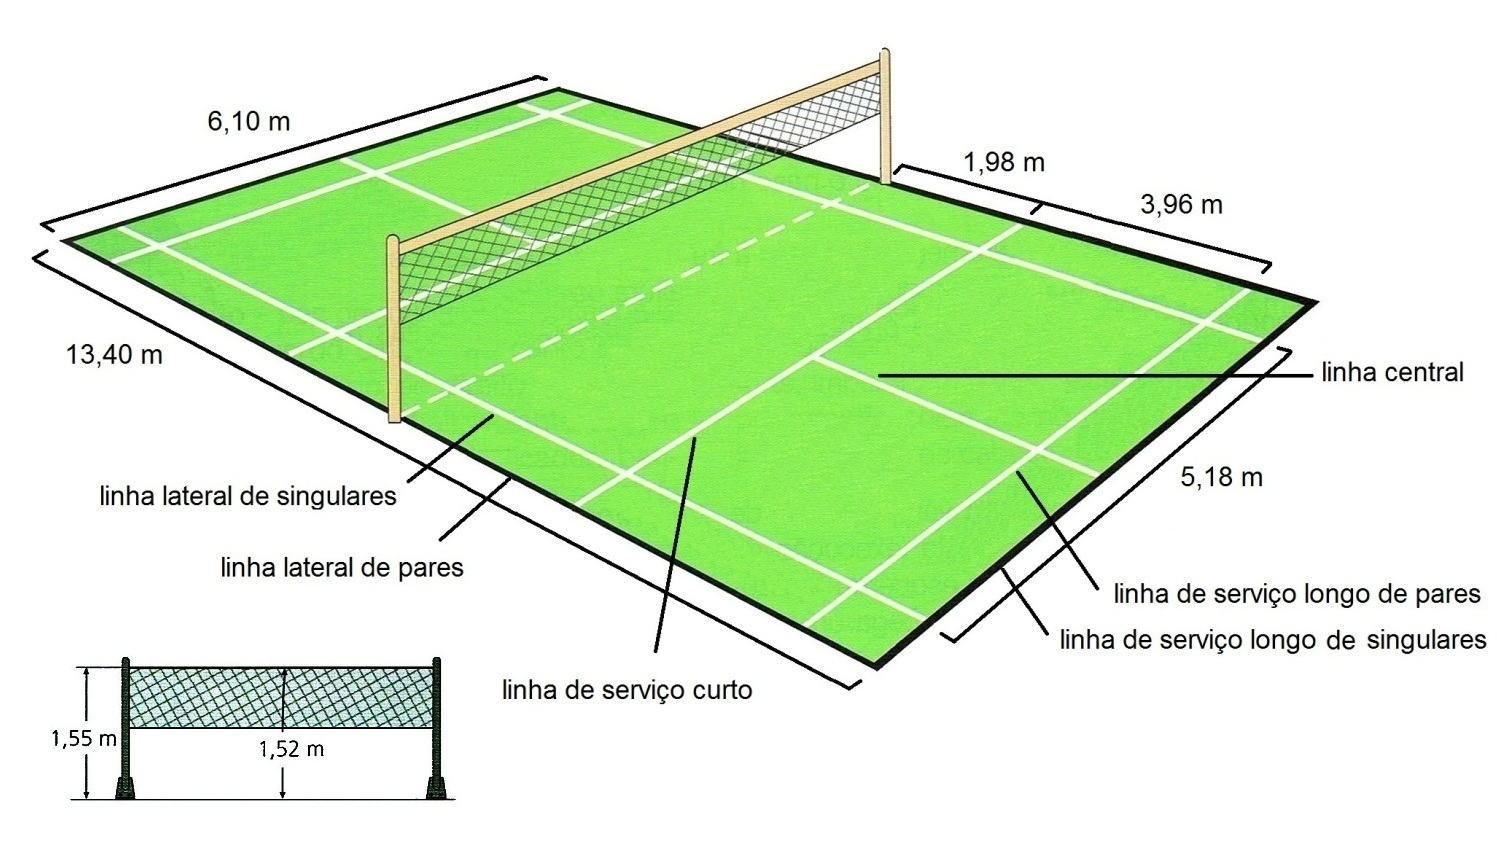 6,10 m
1,98 m
3,96 m
13,40 m
linha central
5,18 m
linha lateral de singulares
linha lateral de pares
linha de serviço longo de pares
linha de serviço longo de singulares
linha de serviço curto
1,55 m
1,52 m